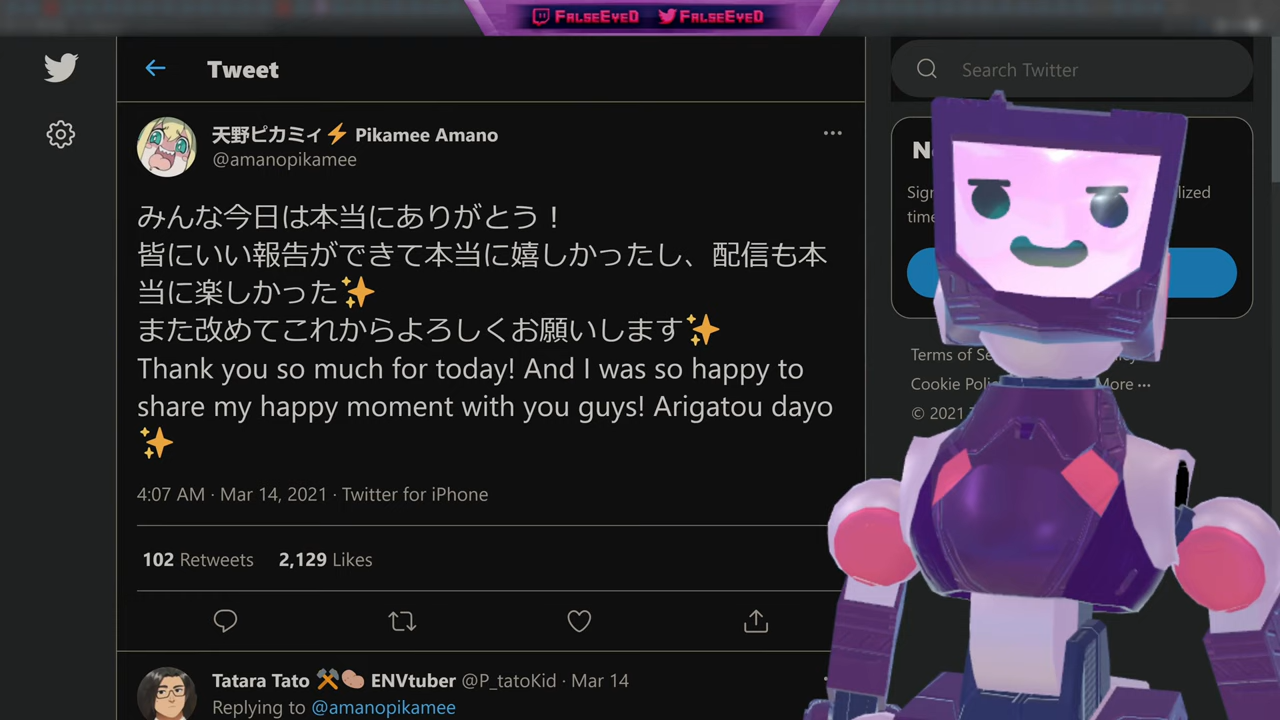 FalseEyeD FalseEyeD
Tweet
Search Twitter
天野ピカミィ⚡ Pikamee Amano
@amanopikamee
みんな今日は本当にありがとう！
皆にいい報告ができて本当に嬉しかったし、配信も本
当に楽しかった✨
また改めてこれからよろしくお願いします✨
Thank you so much for today! And I was so happy to
share my happy moment with you guys! Arigatou dayo
✨
4:07 AM · Mar 14, 2021 · Twitter for iPhone
102 Retweets 2,129 Likes
Tatara Tato ⚒🥔 ENVtuber @P_tatoKid · Mar 14
Replying to @amanopikamee
Terms of
Cookie
More ···
© 2021